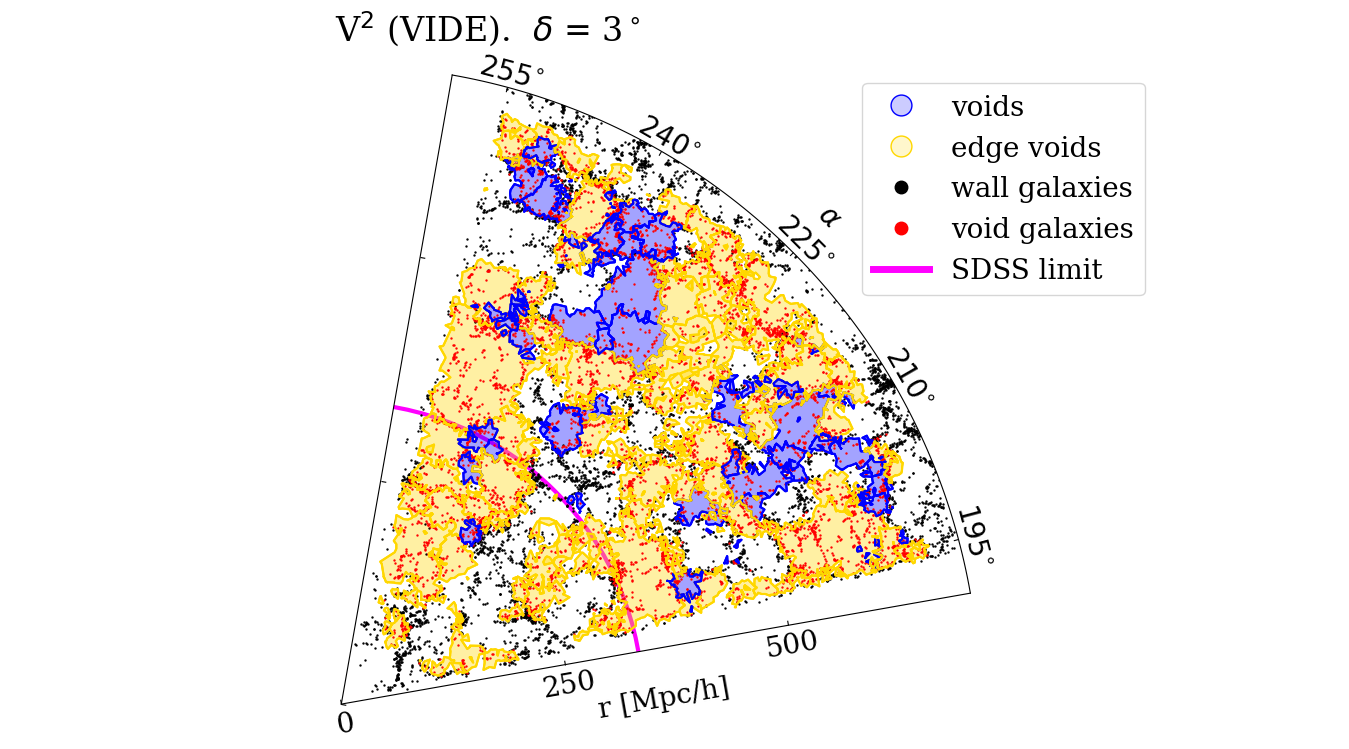 V² (VIDE). δ = 3°
255°
240°
α
225°
210°
195°
voids
edge voids
wall galaxies
void galaxies
SDSS limit
0
250
500
r [Mpc/h]